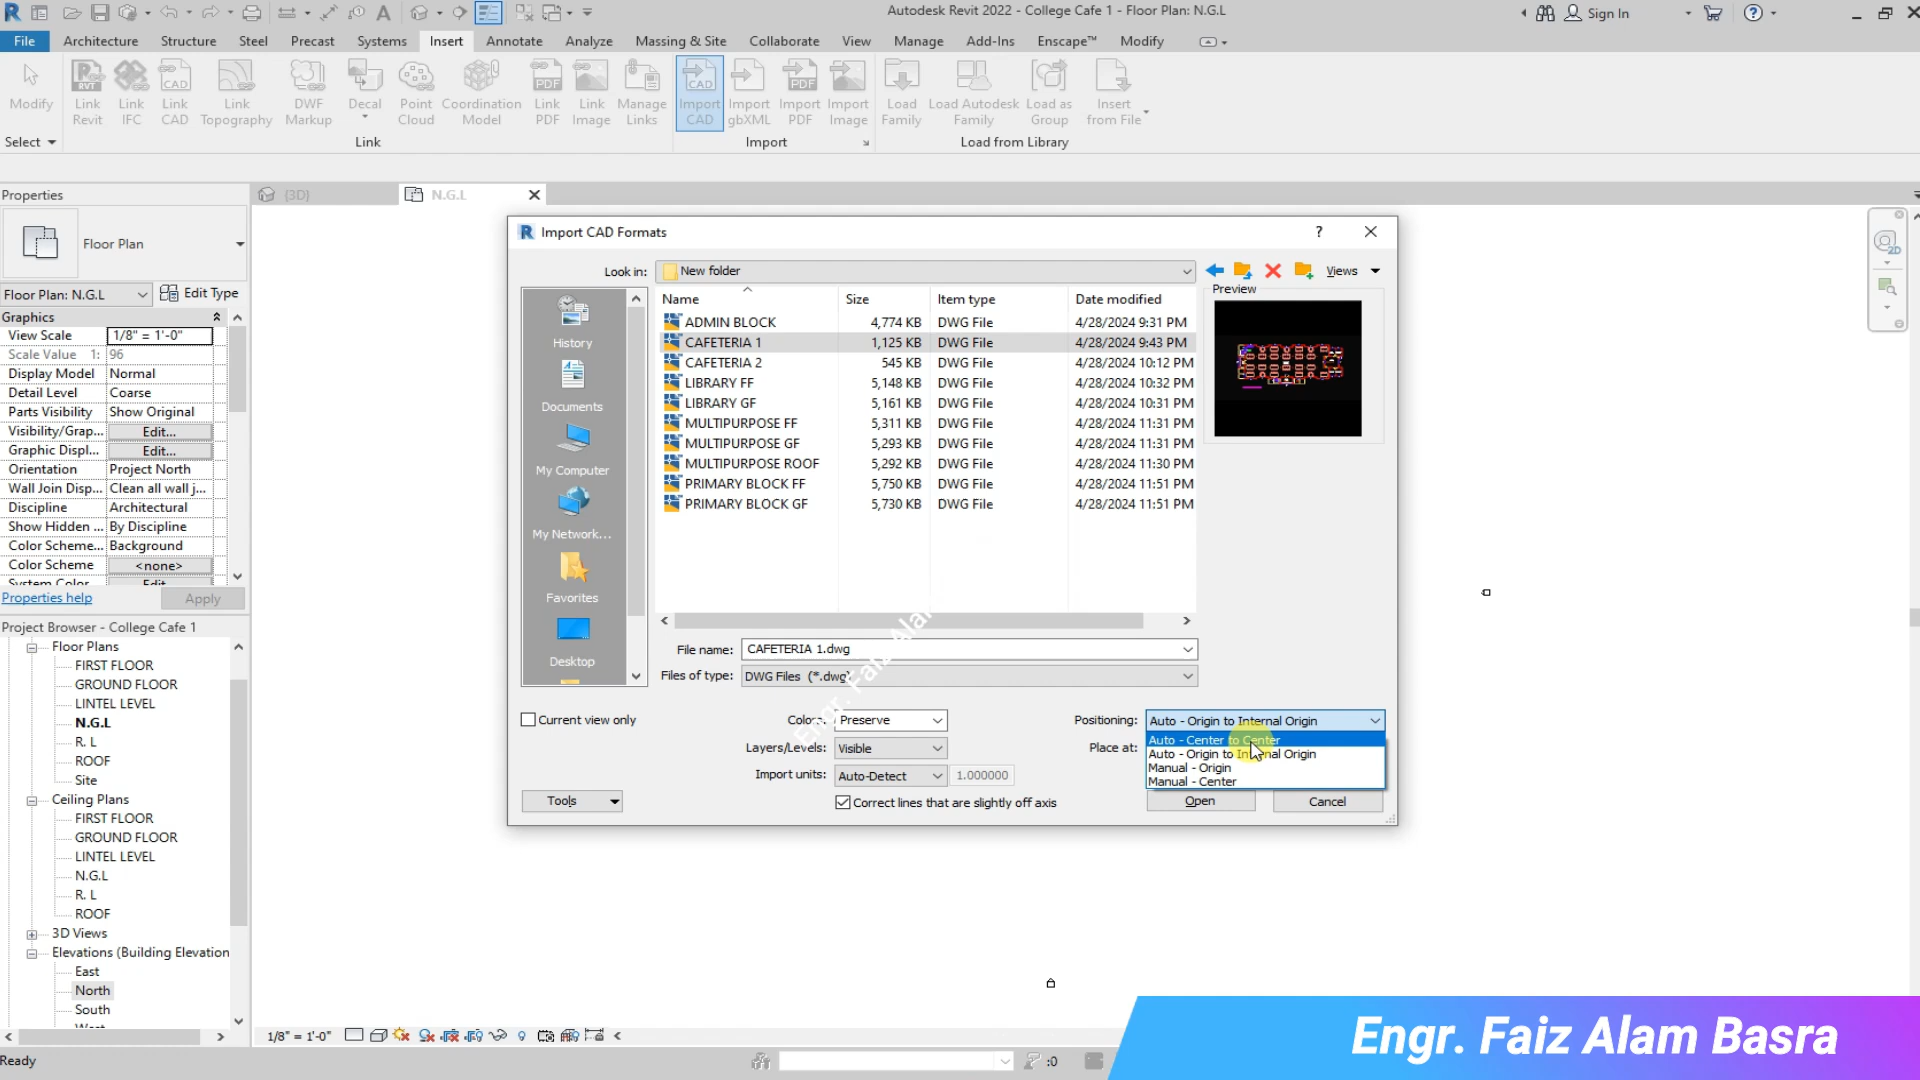 Autodesk Revit 2022 - College Cafe 1 - Floor Plan: N.G.L
Sign In
File Architecture Structure Steel Precast Systems Insert Annotate Analyze Massing & Site Collaborate View Manage Add-Ins Enscape™ Modify
Modify
Link Revit
Link IFC
Link CAD
Link Topography
DWF Markup
Decal
Point Cloud
Coordination Model
Link PDF
Link Image
Manage Links
Import CAD
Import gbXML
Import PDF
Import Image
Load Family
Load Autodesk Family
Load as Group
Insert from File
Select
Link
Import
Load from Library
Properties
{3D}
N.G.L
Floor Plan
Floor Plan: N.G.L
Edit Type
Graphics
View Scale 1/8" = 1'-0"
Scale Value 1: 96
Display Model Normal
Detail Level Coarse
Parts Visibility Show Original
Visibility/Grap... Edit...
Graphic Displ... Edit...
Orientation Project North
Wall Join Disp... Clean all wall j...
Discipline Architectural
Show Hidden ... By Discipline
Color Scheme... Background
Color Scheme <none>
System Color Edit
Properties help
Apply
Project Browser - College Cafe 1
Floor Plans
FIRST FLOOR
GROUND FLOOR
LINTEL LEVEL
N.G.L
R. L
ROOF
Site
Ceiling Plans
FIRST FLOOR
GROUND FLOOR
LINTEL LEVEL
N.G.L
R. L
ROOF
3D Views
Elevations (Building Elevation
East
North
South
West
Import CAD Formats
Look in: New folder
Views
Preview
History
Documents
My Computer
My Network...
Favorites
Desktop
Name Size Item type Date modified
ADMIN BLOCK 4,774 KB DWG File 4/28/2024 9:31 PM
CAFETERIA 1 1,125 KB DWG File 4/28/2024 9:43 PM
CAFETERIA 2 545 KB DWG File 4/28/2024 10:12 PM
LIBRARY FF 5,148 KB DWG File 4/28/2024 10:32 PM
LIBRARY GF 5,161 KB DWG File 4/28/2024 10:31 PM
MULTIPURPOSE FF 5,311 KB DWG File 4/28/2024 11:31 PM
MULTIPURPOSE GF 5,293 KB DWG File 4/28/2024 11:31 PM
MULTIPURPOSE ROOF 5,292 KB DWG File 4/28/2024 11:30 PM
PRIMARY BLOCK FF 5,750 KB DWG File 4/28/2024 11:51 PM
PRIMARY BLOCK GF 5,730 KB DWG File 4/28/2024 11:51 PM
File name: CAFETERIA 1.dwg
Files of type: DWG Files (*.dwg)
Current view only
Colors: Preserve
Layers/Levels: Visible
Import units: Auto-Detect 1.000000
Correct lines that are slightly off axis
Positioning: Auto - Origin to Internal Origin
Place at:
Auto - Center to Center
Auto - Origin to Internal Origin
Manual - Origin
Manual - Center
Tools
Open
Cancel
Engr. Faiz Alam
1/8" = 1'-0"
Ready
:0
Engr. Faiz Alam Basra